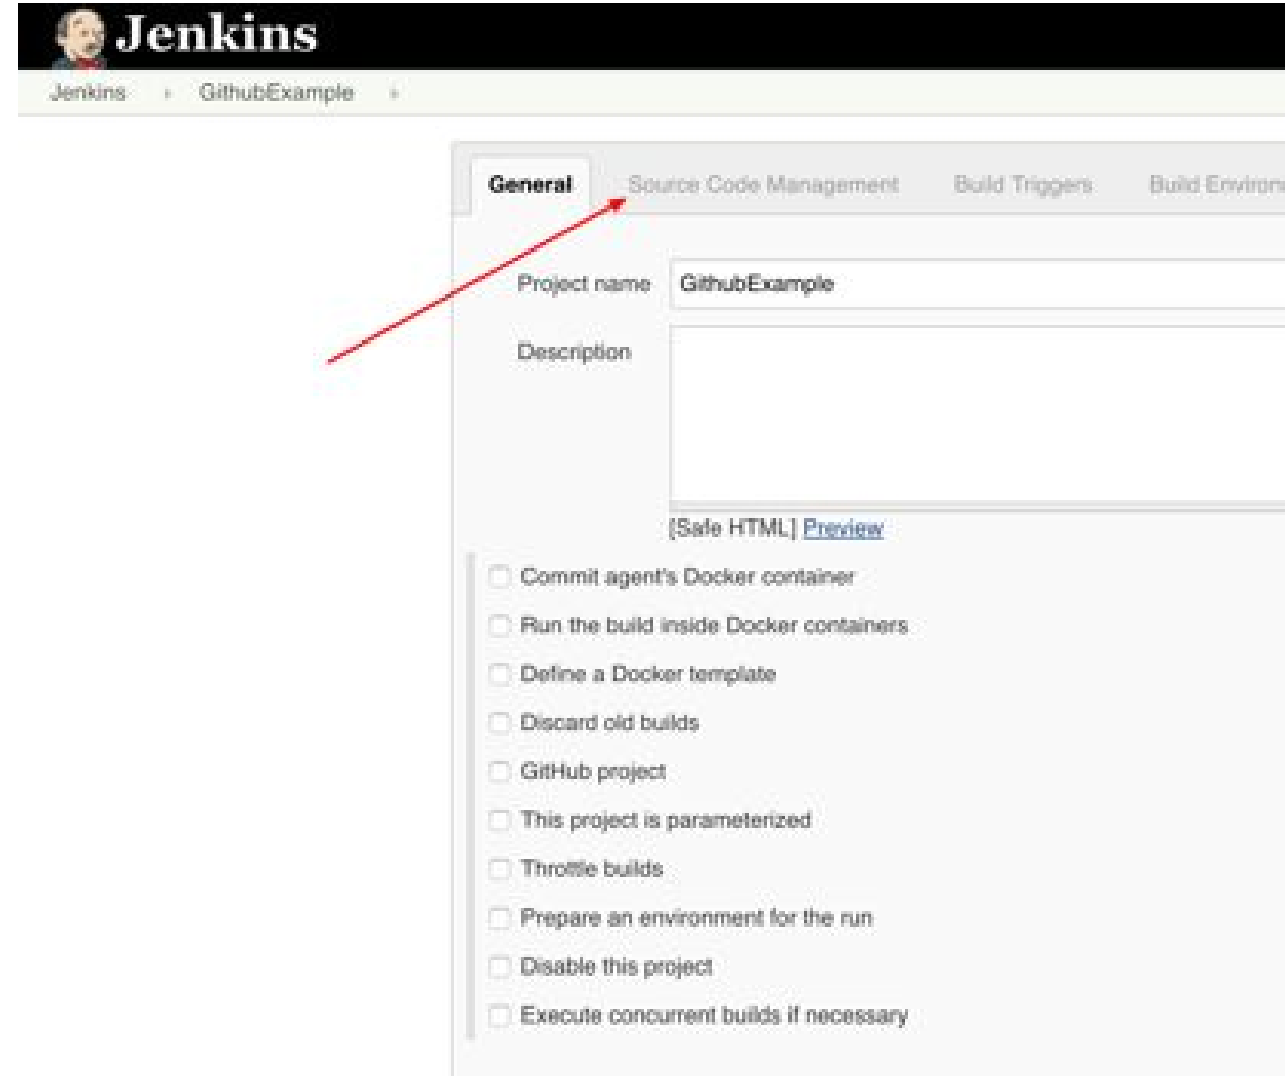 Jenkins
Jenkins GithubExample
General Source Code Management Build Triggers Build Environ
Project name GithubExample
Description
[Safe HTML] Preview
Commit agent's Docker container
Run the build inside Docker containers
Define a Docker template
Discard old builds
GitHub project
This project is parameterized
Throttle builds
Prepare an environment for the run
Disable this project
Execute concurrent builds if necessary